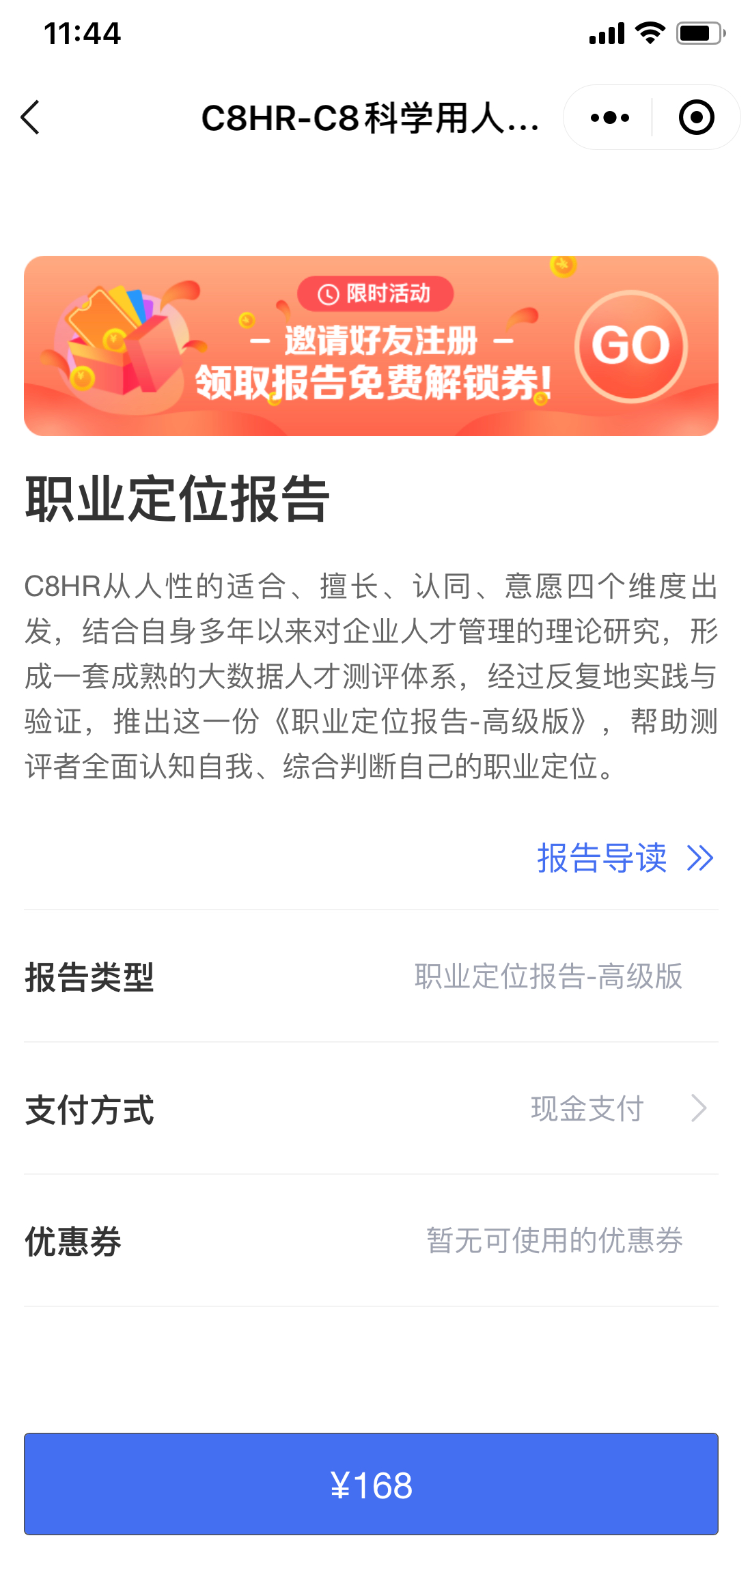 11:44
C8HR-C8科学用人...
限时活动
– 邀请好友注册 –
领取报告免费解锁券!
GO
职业定位报告
C8HR从人性的适合、擅长、认同、意愿四个维度出
发，结合自身多年以来对企业人才管理的理论研究，形
成一套成熟的大数据人才测评体系，经过反复地实践与
验证，推出这一份《职业定位报告-高级版》，帮助测
评者全面认知自我、综合判断自己的职业定位。
报告导读
报告类型 职业定位报告-高级版
支付方式 现金支付
优惠券 暂无可使用的优惠券
¥168